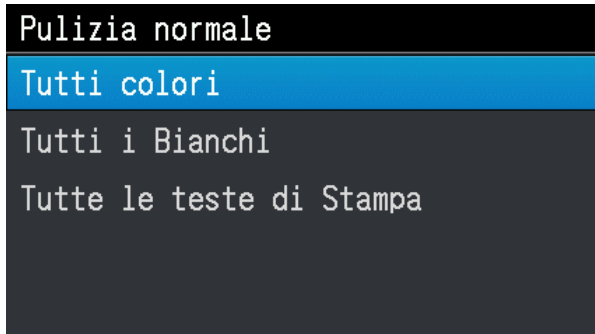 Pulizia normale
Tutti colori
Tutti i Bianchi
Tutte le teste di Stampa